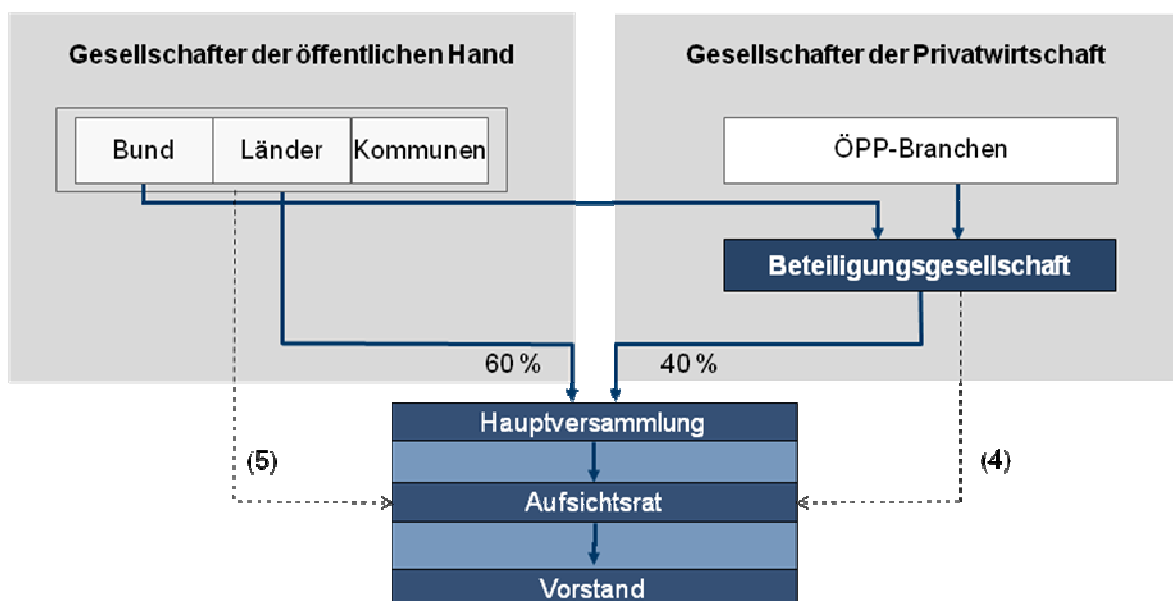 Gesellschafter der öffentlichen Hand
Gesellschafter der Privatwirtschaft
Bund
Länder
Kommunen
ÖPP-Branchen
Beteiligungsgesellschaft
60 %
40 %
Hauptversammlung
(5)
(4)
Aufsichtsrat
Vorstand